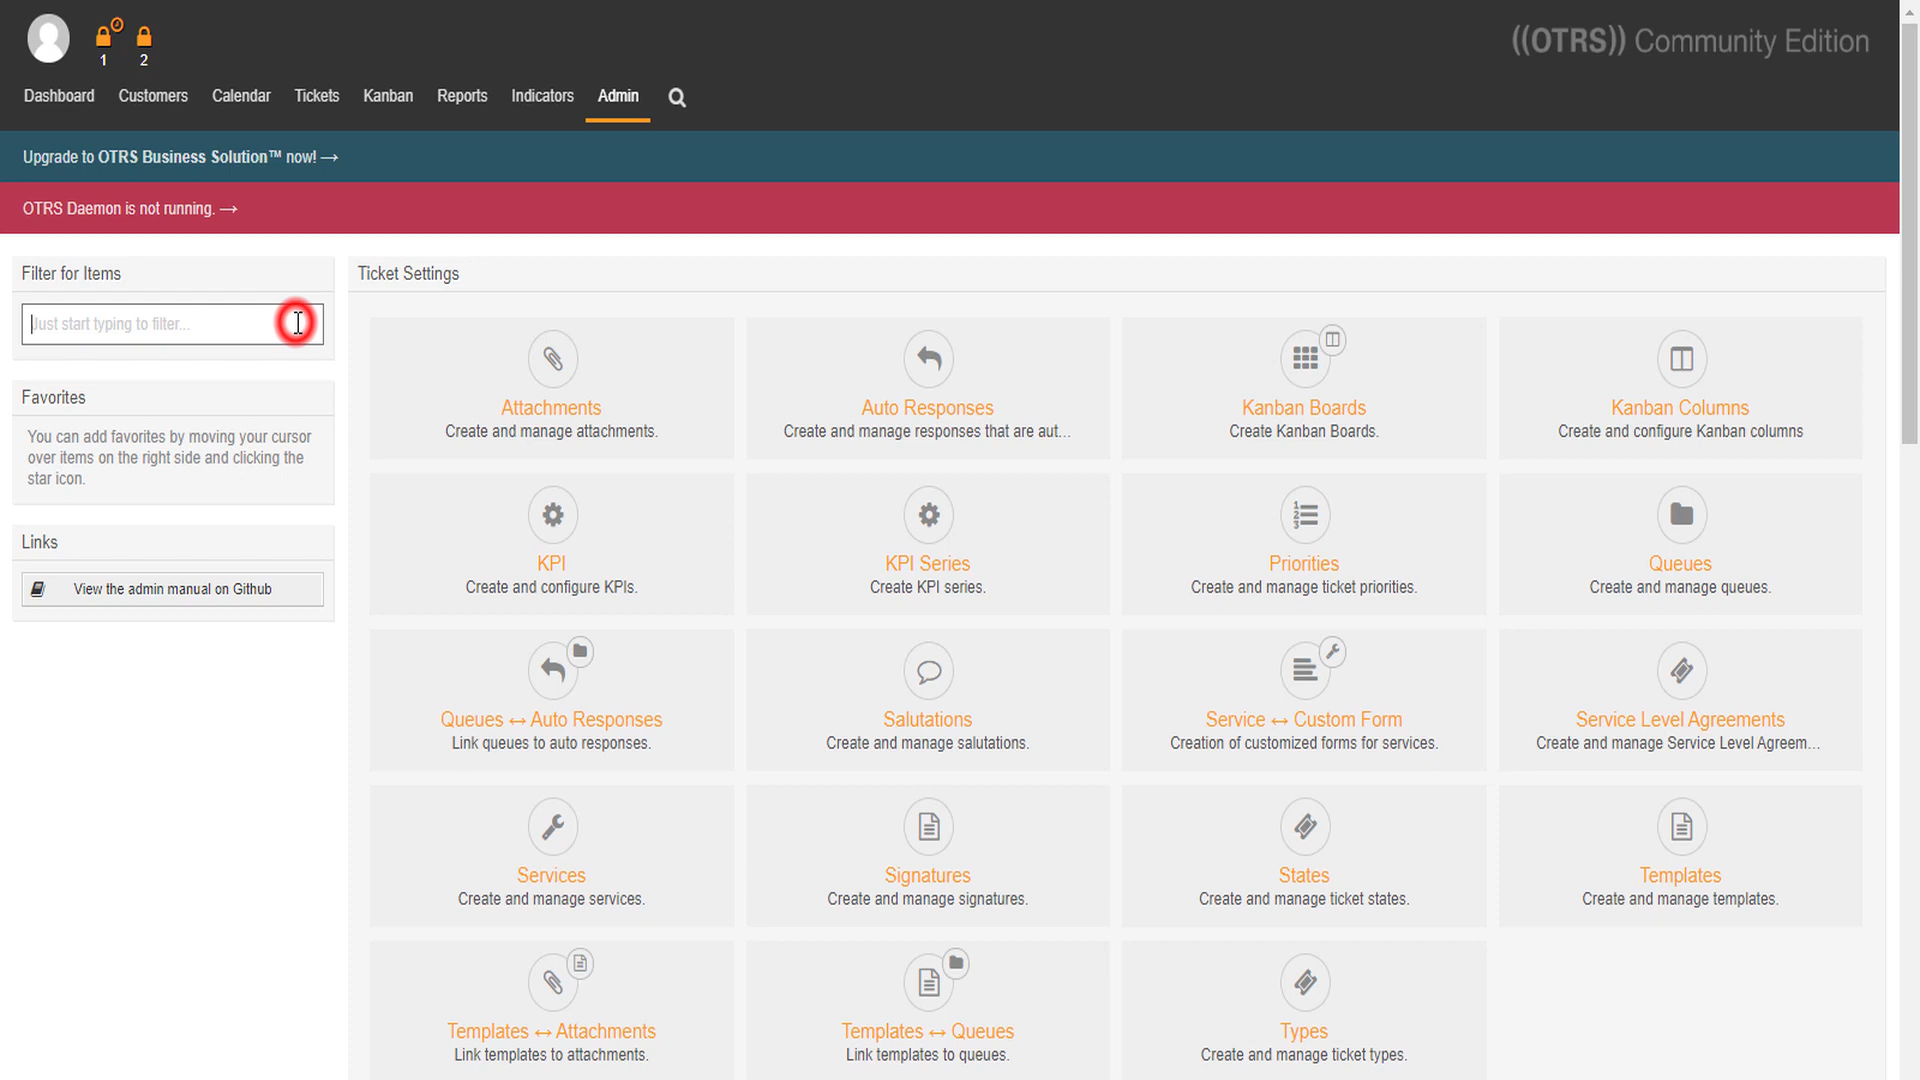 1 2
((OTRS)) Community Edition
Dashboard Customers Calendar Tickets Kanban Reports Indicators Admin
Upgrade to OTRS Business Solution™ now! →
OTRS Daemon is not running. →
Filter for Items
Just start typing to filter...
Favorites
You can add favorites by moving your cursor
over items on the right side and clicking the
star icon.
Links
View the admin manual on Github
Ticket Settings
Attachments
Create and manage attachments.
Auto Responses
Create and manage responses that are aut...
Kanban Boards
Create Kanban Boards.
Kanban Columns
Create and configure Kanban columns
KPI
Create and configure KPIs.
KPI Series
Create KPI series.
Priorities
Create and manage ticket priorities.
Queues
Create and manage queues.
Queues ↔ Auto Responses
Link queues to auto responses.
Salutations
Create and manage salutations.
Service ↔ Custom Form
Creation of customized forms for services.
Service Level Agreements
Create and manage Service Level Agreem...
Services
Create and manage services.
Signatures
Create and manage signatures.
States
Create and manage ticket states.
Templates
Create and manage templates.
Templates ↔ Attachments
Link templates to attachments.
Templates ↔ Queues
Link templates to queues.
Types
Create and manage ticket types.